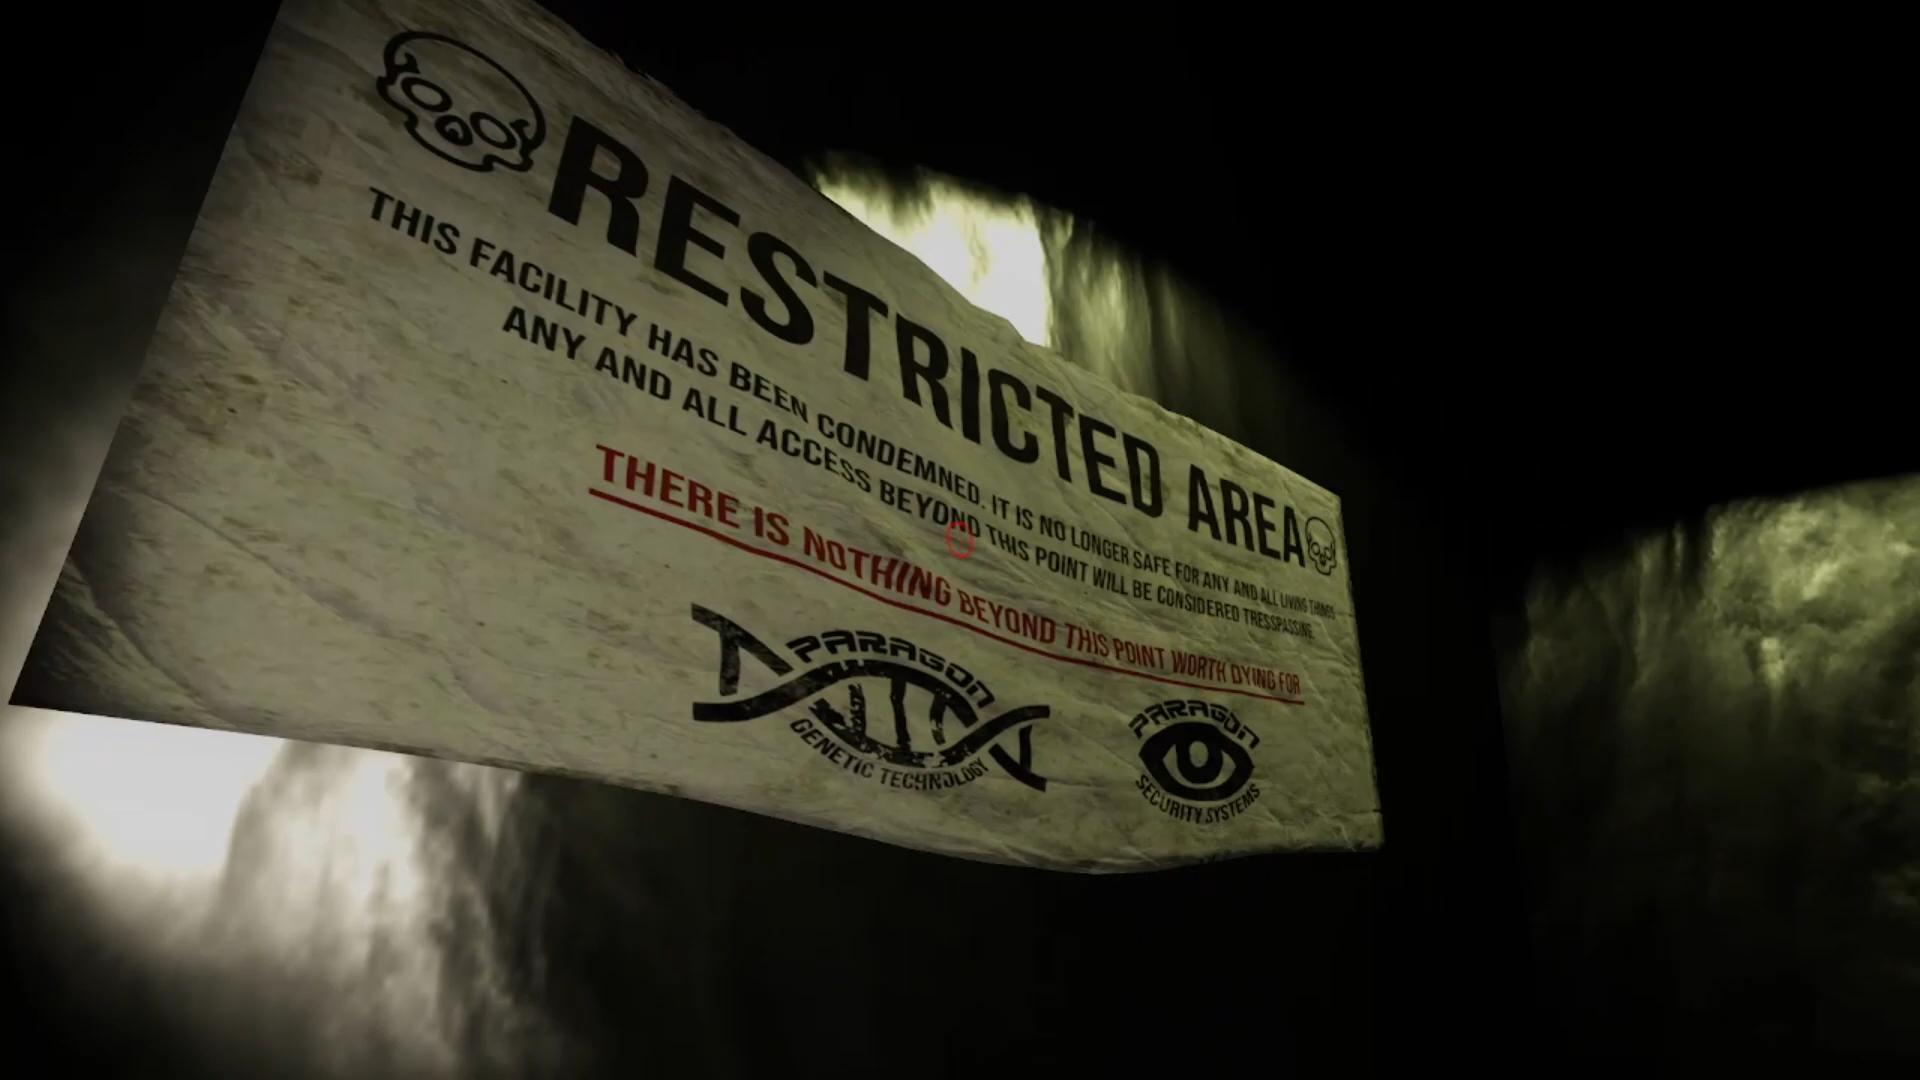 RESTRICTED AREA
THIS FACILITY HAS BEEN CONDEMNED. IT IS NO LONGER SAFE FOR ANY AND ALL LIVING THINGS
ANY AND ALL ACCESS BEYOND THIS POINT WILL BE CONSIDERED TRESSPASSING.
THERE IS NOTHING BEYOND THIS POINT WORTH DYING FOR
PARAGON
GENETIC TECHNOLOGY
PARAGON
SECURITY SYSTEMS